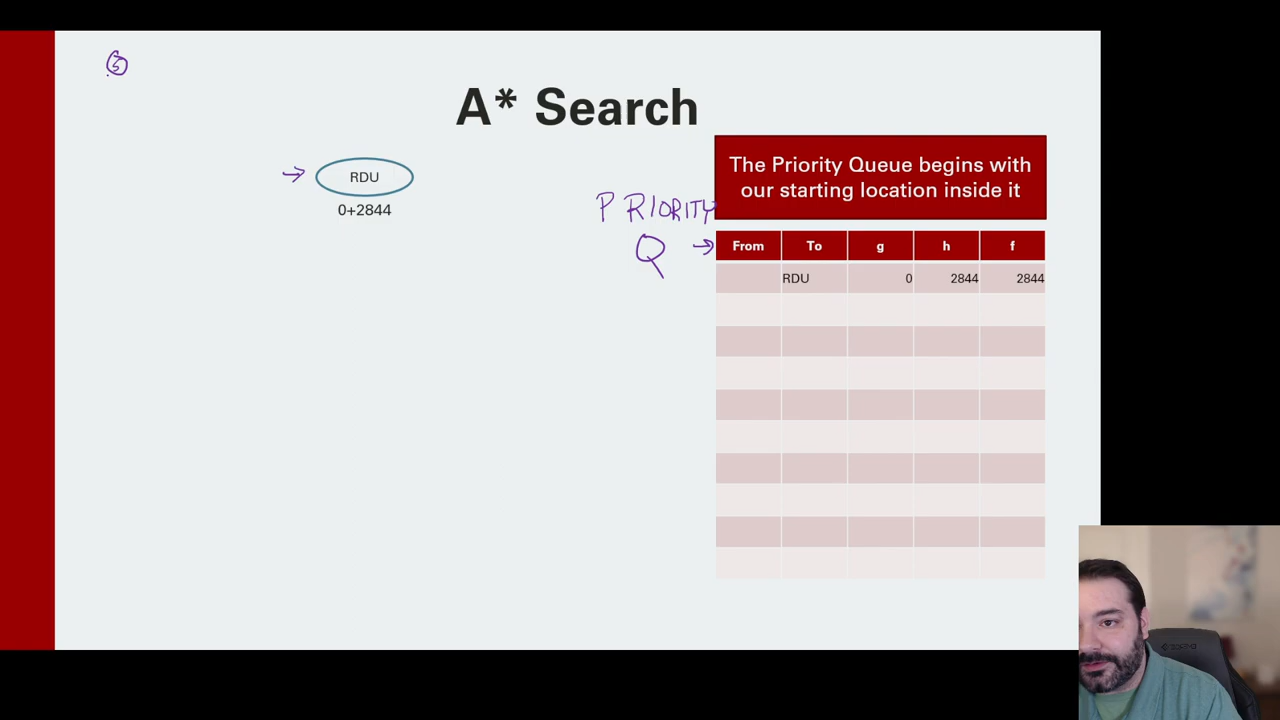 A* Search
RDU
0+2844
PRIORITY
Q
The Priority Queue begins with
our starting location inside it
From To g h f
RDU 0 2844 2844